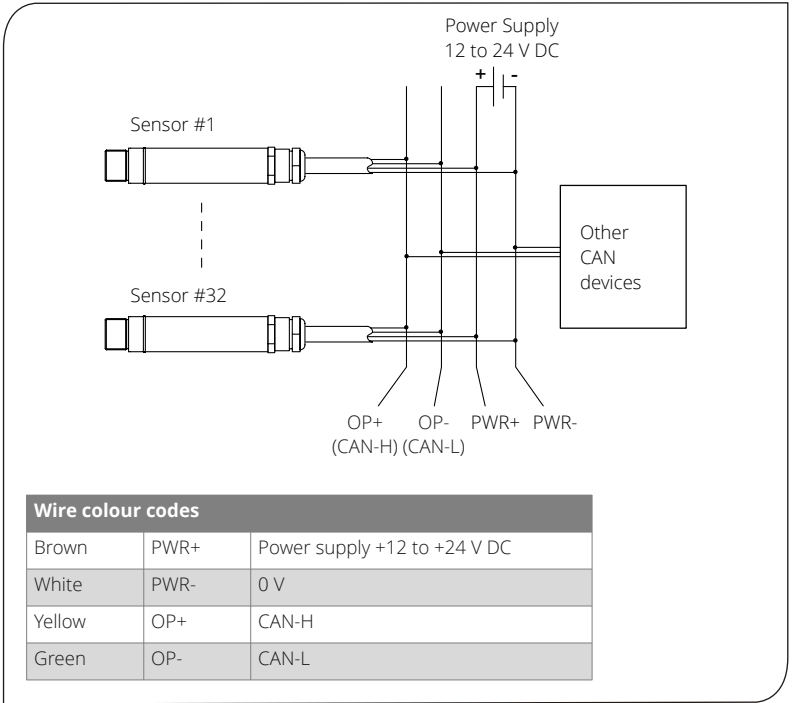 Power Supply
12 to 24 V DC
+ -
Sensor #1
Other
CAN
devices
Sensor #32
OP+ OP- PWR+ PWR-
(CAN-H) (CAN-L)
Wire colour codes
Brown PWR+ Power supply +12 to +24 V DC
White PWR- 0 V
Yellow OP+ CAN-H
Green OP- CAN-L